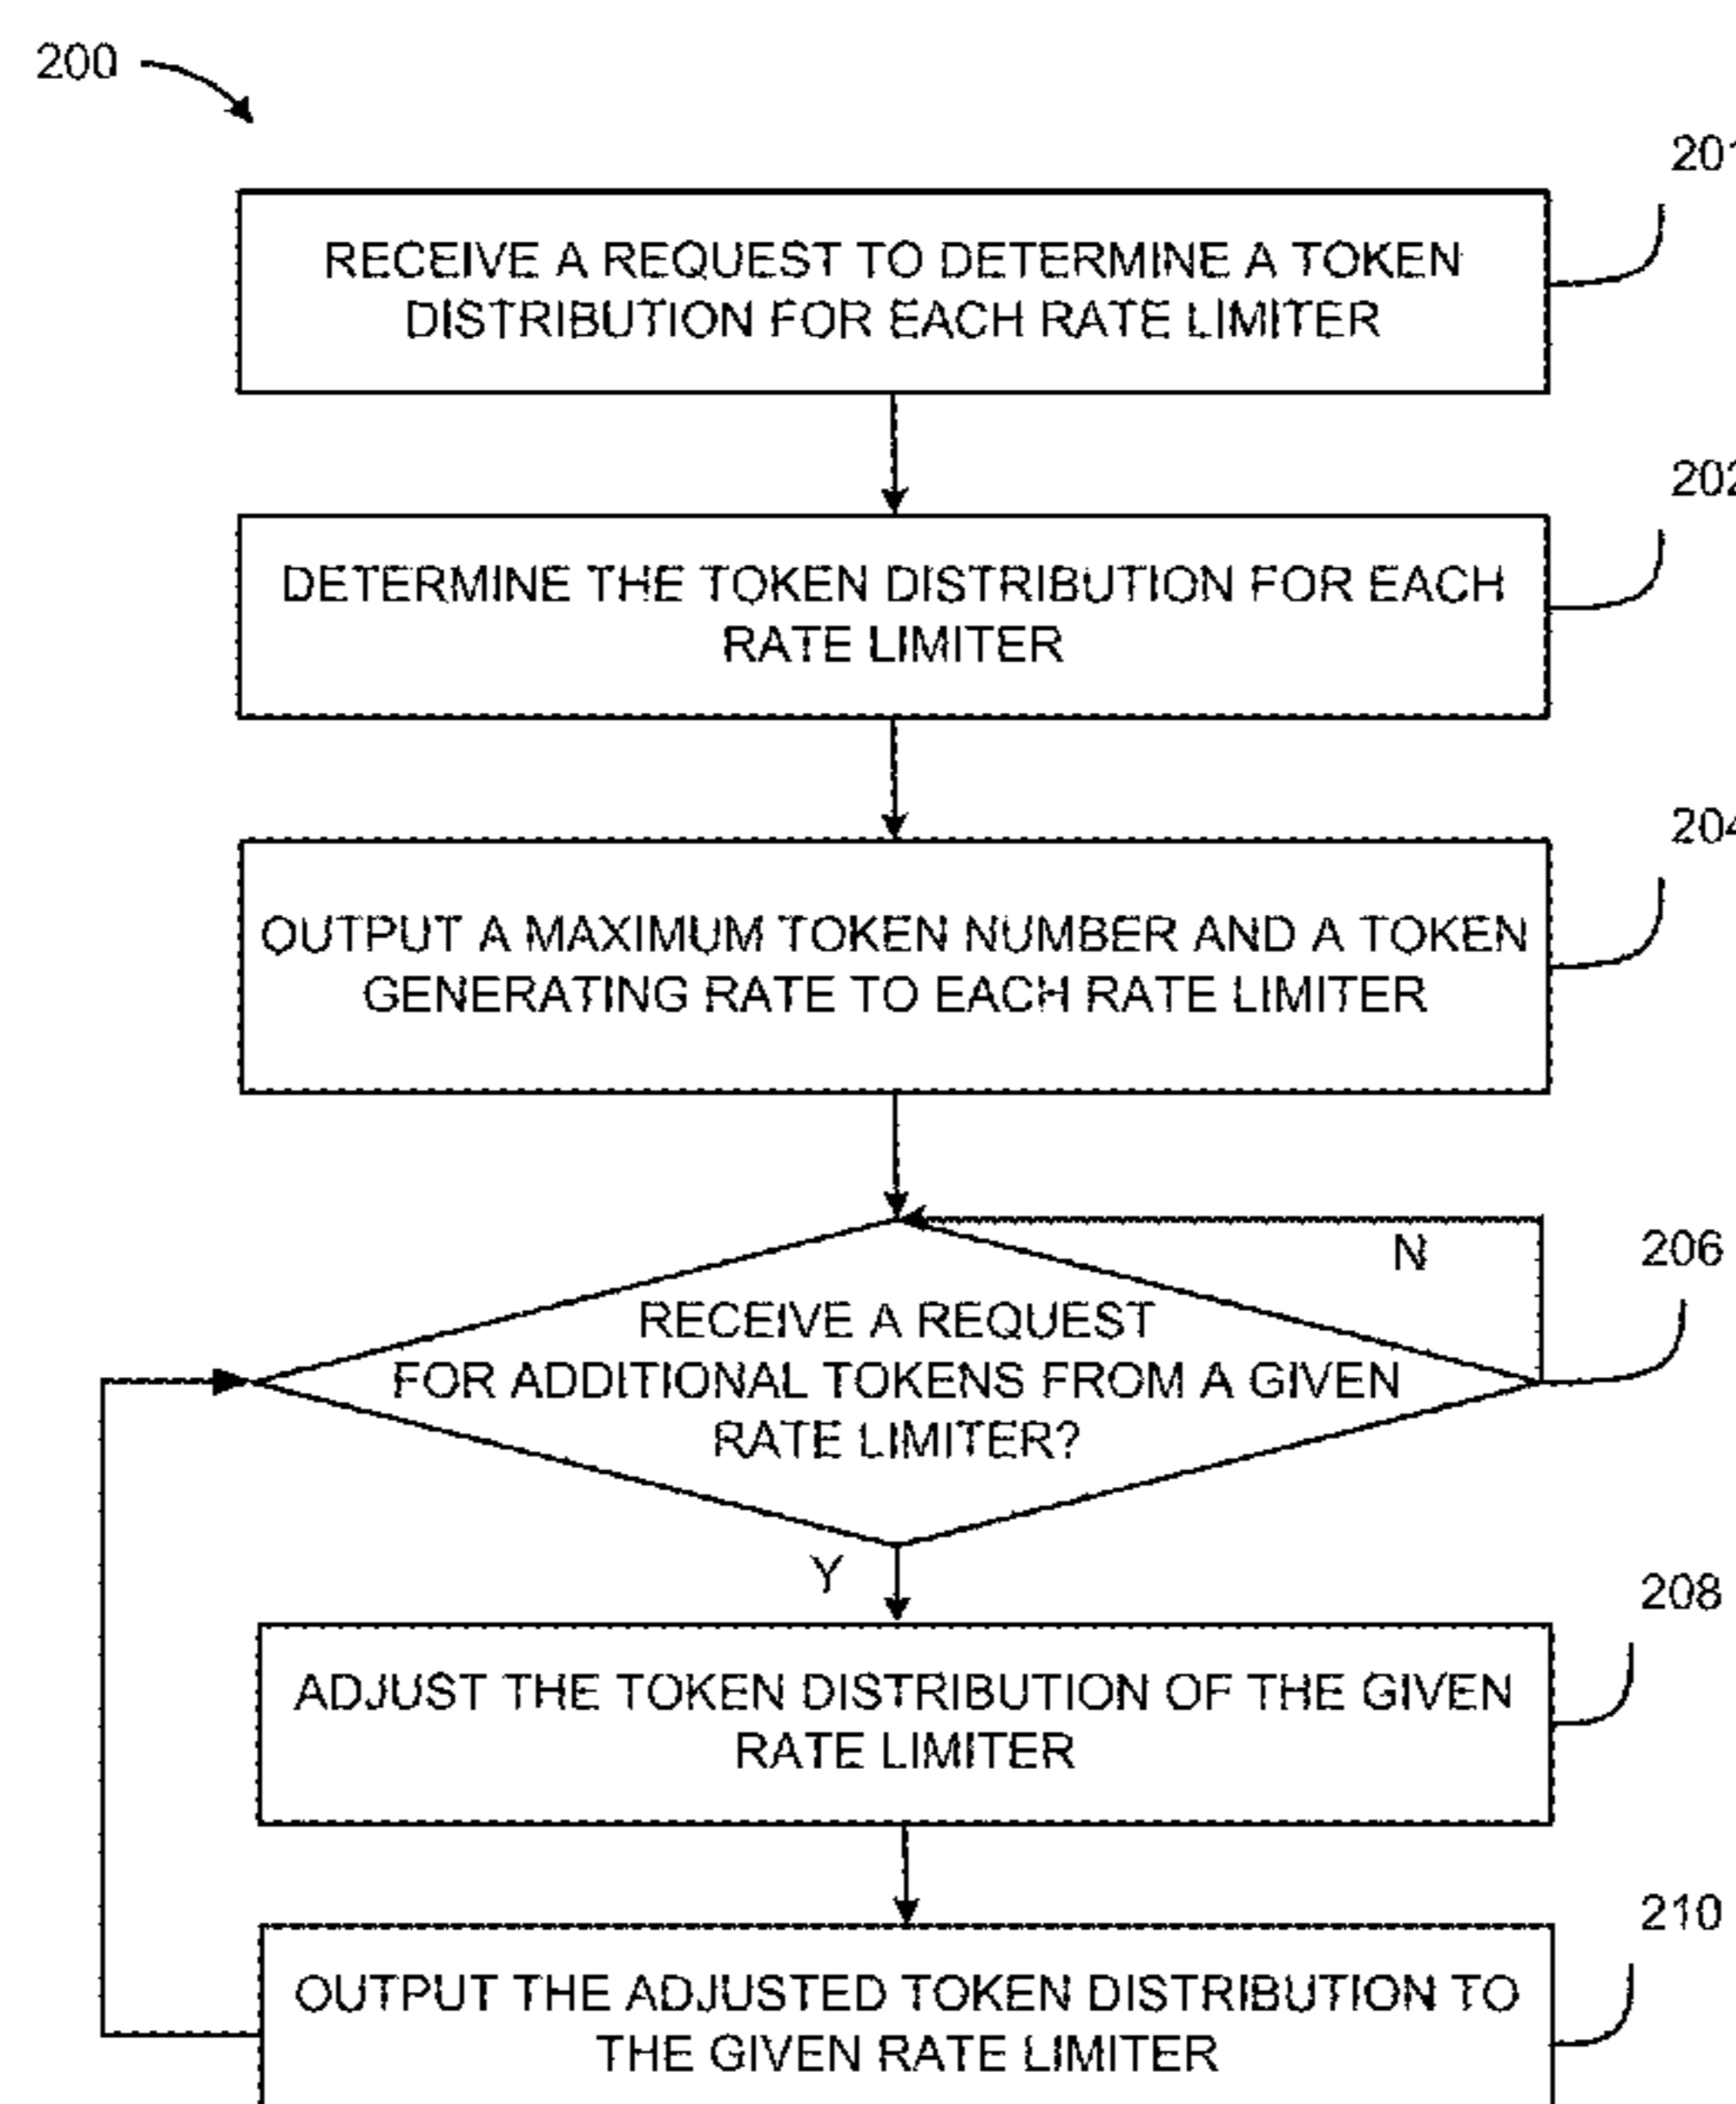 200
201
RECEIVE A REQUEST TO DETERMINE A TOKEN
DISTRIBUTION FOR EACH RATE LIMITER
202
DETERMINE THE TOKEN DISTRIBUTION FOR EACH
RATE LIMITER
204
OUTPUT A MAXIMUM TOKEN NUMBER AND A TOKEN
GENERATING RATE TO EACH RATE LIMITER
N
206
RECEIVE A REQUEST
FOR ADDITIONAL TOKENS FROM A GIVEN
RATE LIMITER?
Y
208
ADJUST THE TOKEN DISTRIBUTION OF THE GIVEN
RATE LIMITER
210
OUTPUT THE ADJUSTED TOKEN DISTRIBUTION TO
THE GIVEN RATE LIMITER